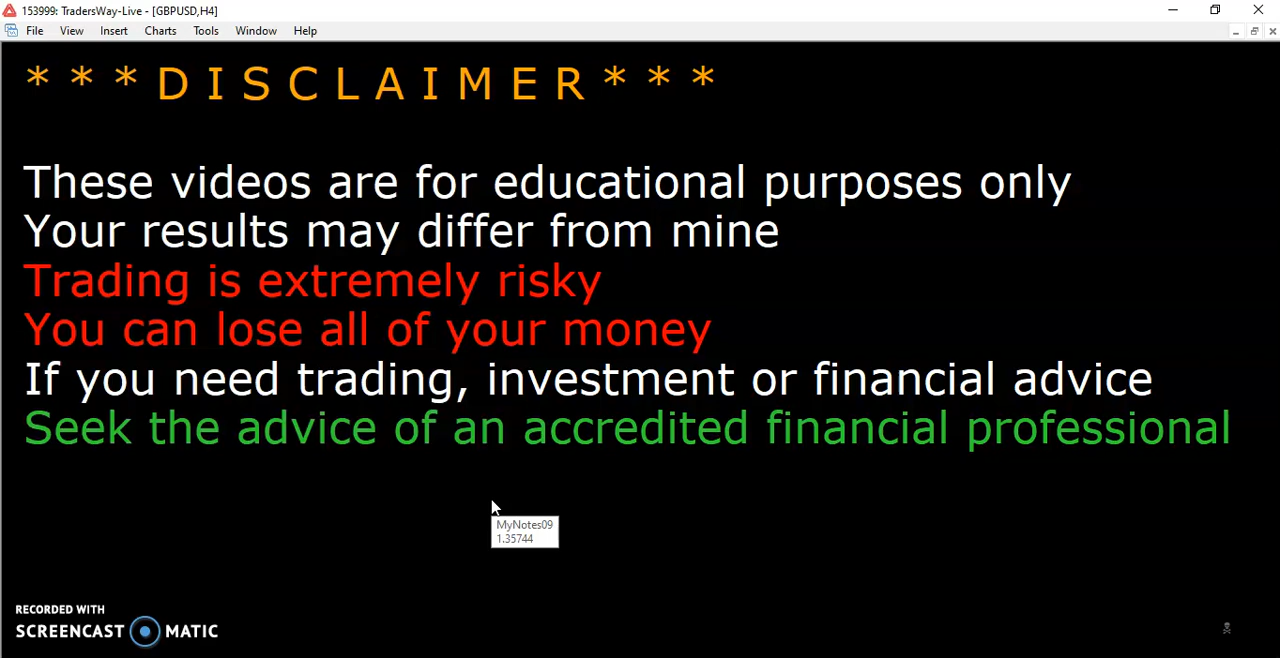 153999: TradersWay-Live - [GBPUSD,H4]
File View Insert Charts Tools Window Help
* * * D I S C L A I M E R * * *
These videos are for educational purposes only
Your results may differ from mine
Trading is extremely risky
You can lose all of your money
If you need trading, investment or financial advice
Seek the advice of an accredited financial professional
MyNotes09
1.35744
RECORDED WITH
SCREENCAST MATIC